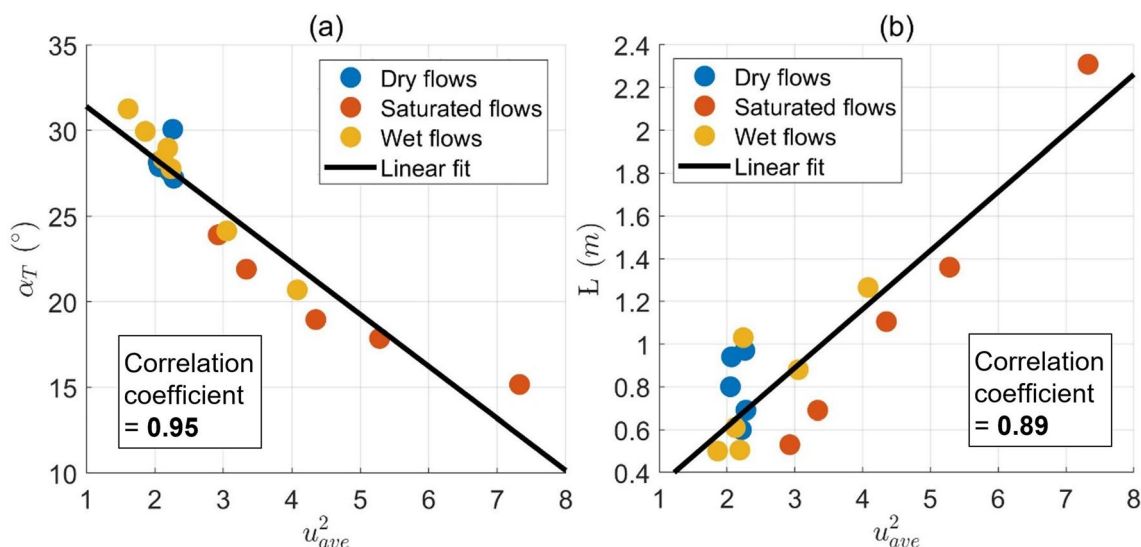 (a)
35
30
25
20
15
10
α_T (°)
Dry flows
Saturated flows
Wet flows
Linear fit
Correlation
coefficient
= 0.95
1 2 3 4 5 6 7 8
u²_ave
(b)
2.4
2.2
2
1.8
1.6
1.4
1.2
1
0.8
0.6
0.4
Ł (m)
Dry flows
Saturated flows
Wet flows
Linear fit
Correlation
coefficient
= 0.89
1 2 3 4 5 6 7 8
u²_ave